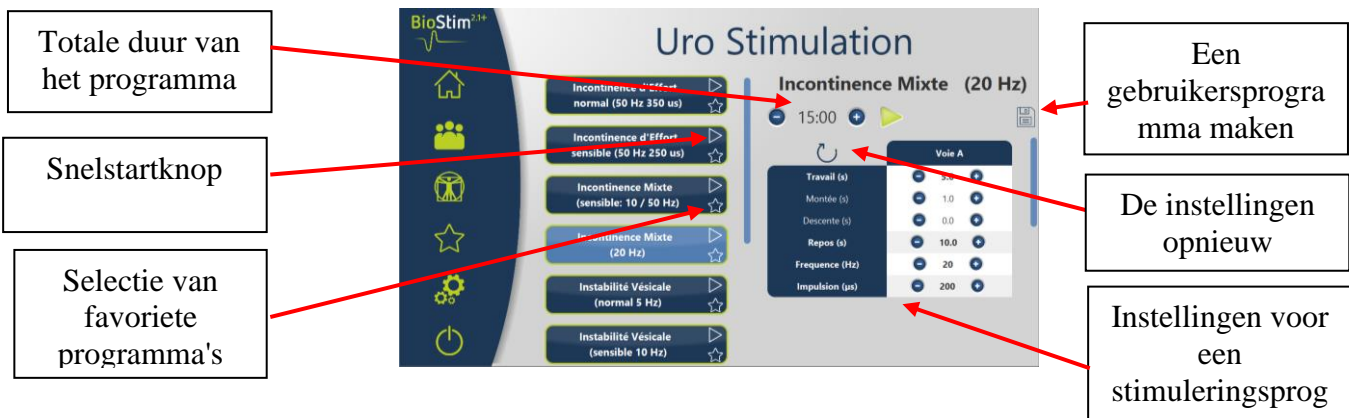 Totale duur van
het programma
Snelstartknop
Selectie van
favoriete
programma's
BioStim 2.1+
Uro Stimulation
Incontinence d'Effort
normal (50 Hz 350 us)
Incontinence d'Effort
sensible (50 Hz 250 us)
Incontinence Mixte
(sensible: 10 / 50 Hz)
Incontinence Mixte
(20 Hz)
Instabilité Vésicale
(normal 5 Hz)
Instabilité Vésicale
(sensible 10 Hz)
Incontinence Mixte (20 Hz)
15:00
Voie A
Travail (s) 5.0
Montée (s) 1.0
Descente (s) 0.0
Repos (s) 10.0
Frequence (Hz) 20
Impulsion (µs) 200
Een
gebruikersprogra
mma maken
De instellingen
opnieuw
Instellingen voor
een
stimuleringsprog